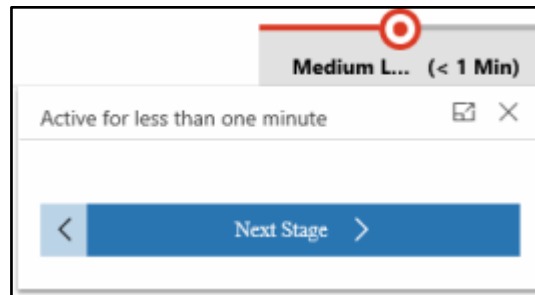 Medium L... (< 1 Min)
Active for less than one minute
Next Stage